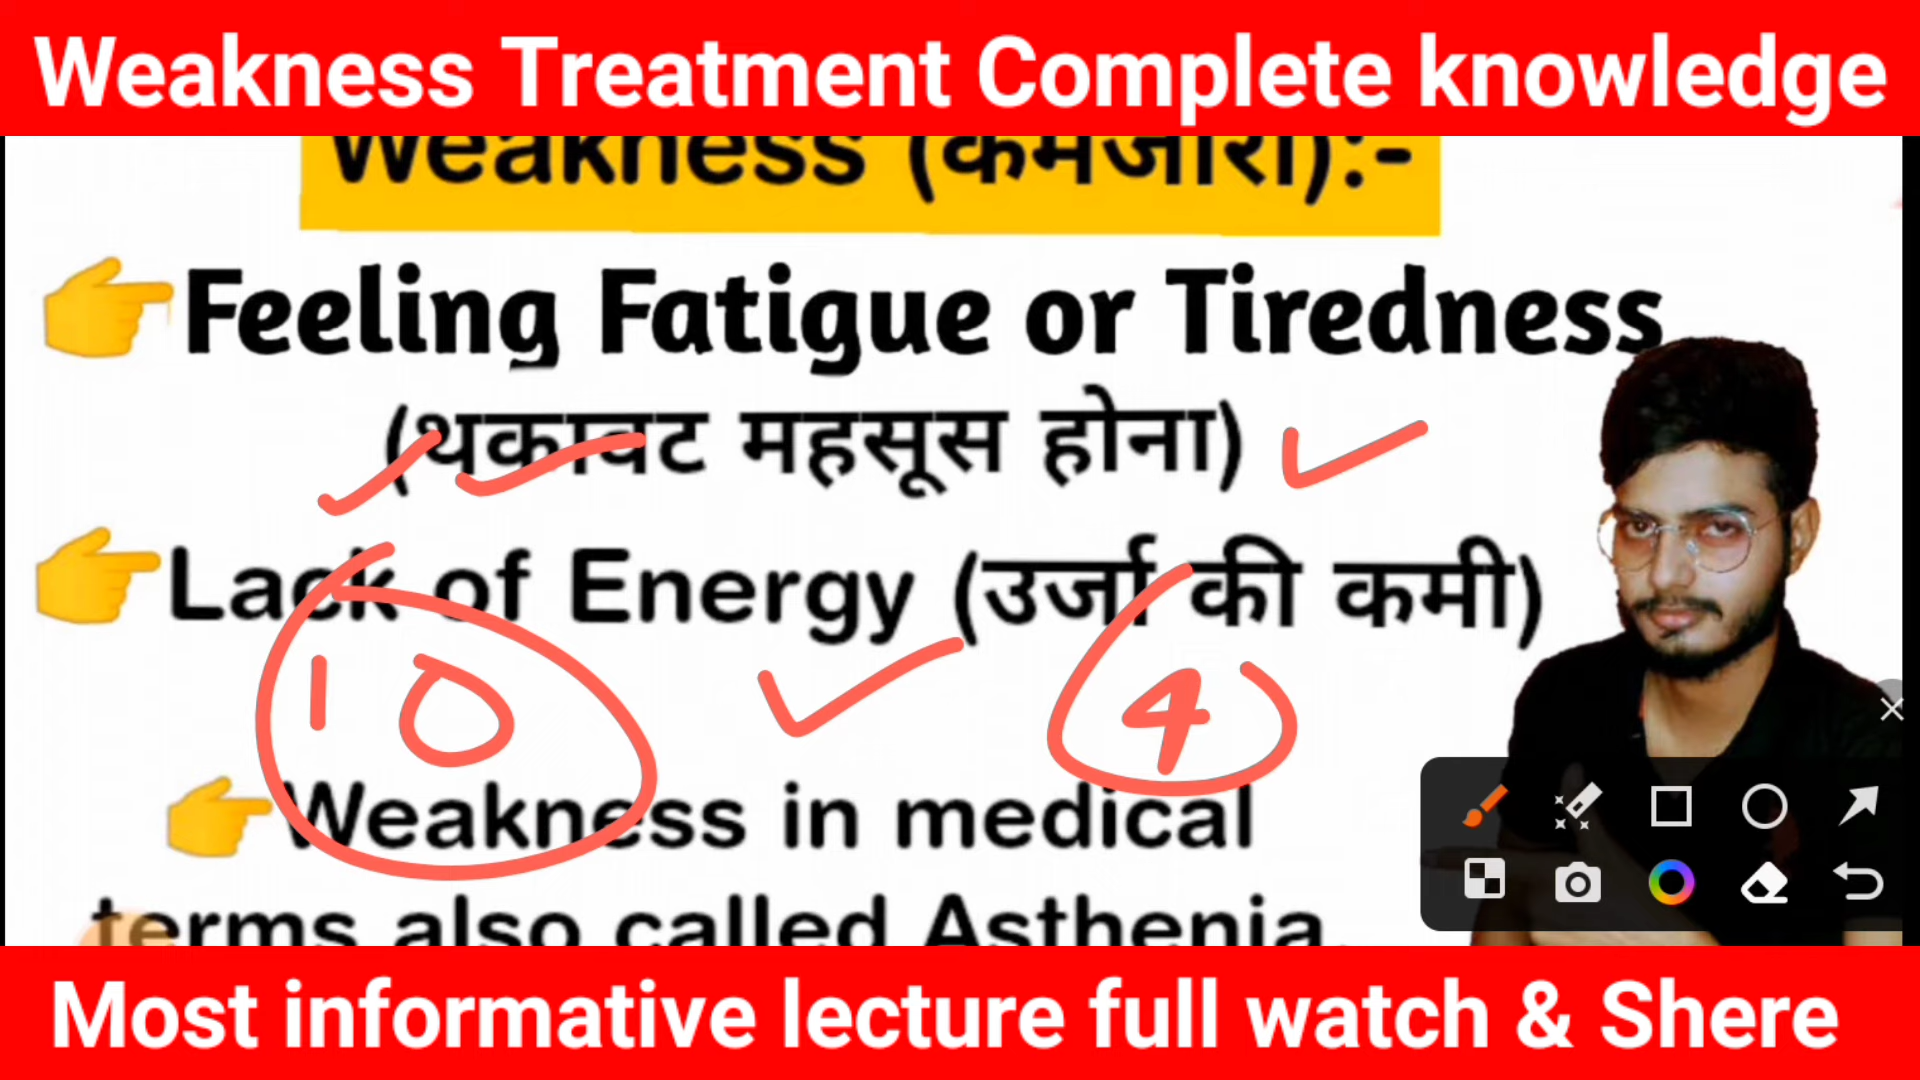 Weakness Treatment Complete knowledge
Weakness (कमजोरी):-
👉Feeling Fatigue or Tiredness
(थकावट महसूस होना)
👉Lack of Energy (उर्जा की कमी)
10 4
👉Weakness in medical
terms also called Asthenia.
Most informative lecture full watch & Shere